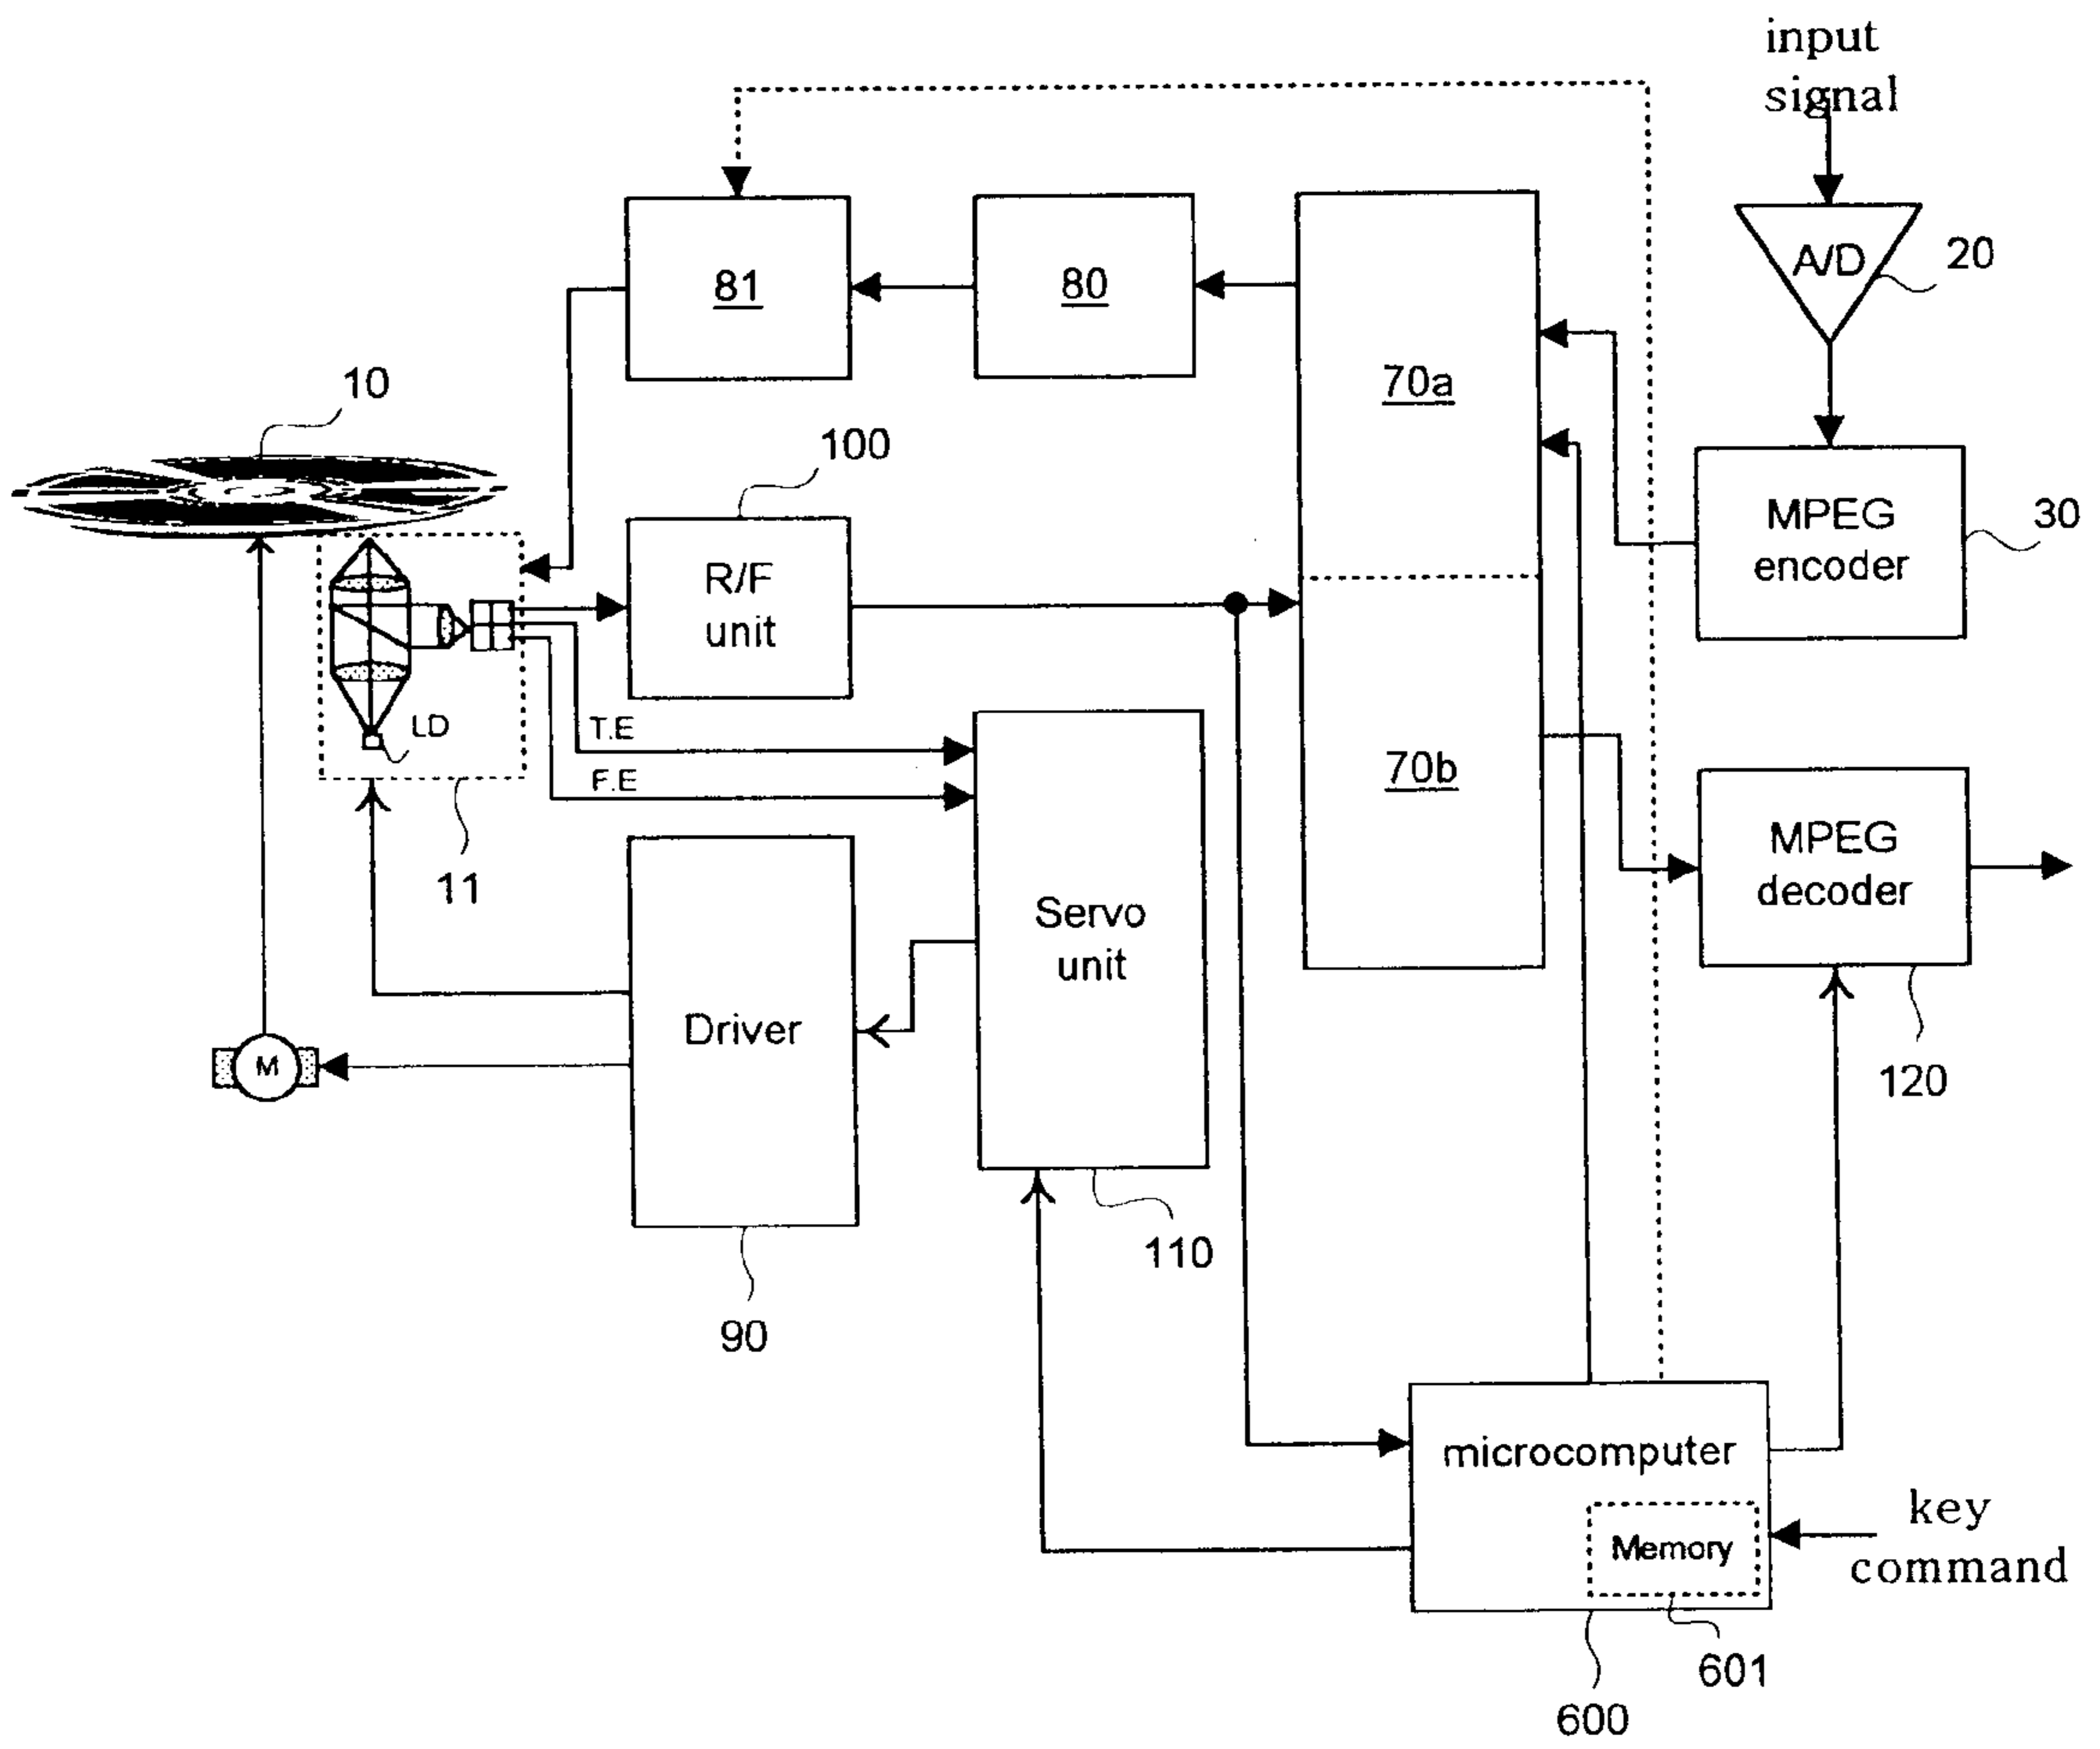 input
signal
A/D
20
81
80
70a
10
100
MPEG
encoder
30
R/F
unit
LD
T.E
F.E
11
70b
MPEG
decoder
120
Servo
unit
Driver
M
110
90
microcomputer
Memory
key
command
601
600